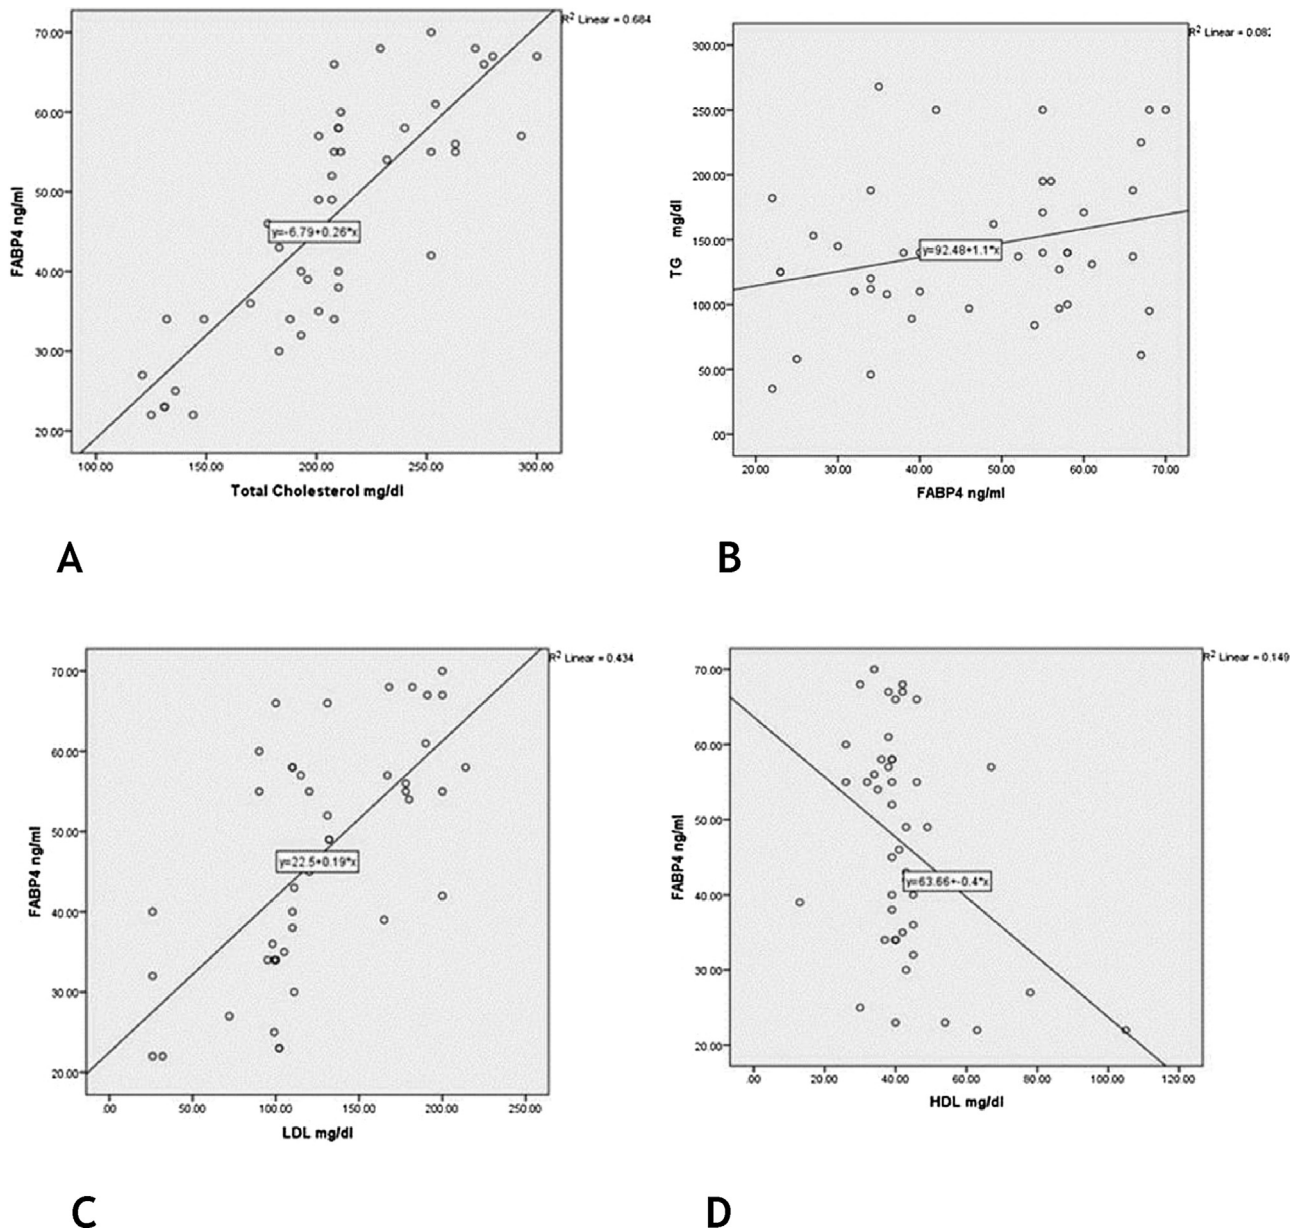 R² Linear = 0.684
70.00
60.00
50.00
40.00
30.00
20.00
FABP4 ng/ml
y=-6.79+0.26*x
100.00 150.00 200.00 250.00 300.00
Total Cholesterol mg/dl
A
R² Linear = 0.082
300.00
250.00
200.00
150.00
100.00
50.00
.00
TG mg/dl
y=92.48+1.1*x
20.00 30.00 40.00 50.00 60.00 70.00
FABP4 ng/ml
B
R² Linear = 0.434
70.00
60.00
50.00
40.00
30.00
20.00
FABP4 ng/ml
y=22.5+0.19*x
.00 50.00 100.00 150.00 200.00 250.00
LDL mg/dl
C
R² Linear = 0.149
70.00
60.00
50.00
40.00
30.00
20.00
FABP4 ng/ml
y=63.66+-0.4*x
.00 20.00 40.00 60.00 80.00 100.00 120.00
HDL mg/dl
D